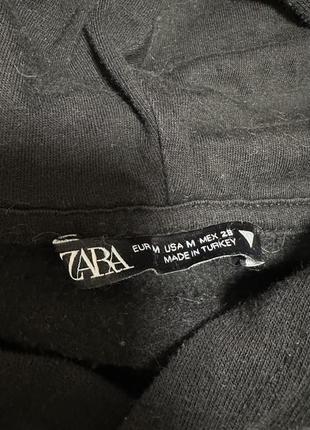 ZARA
EUR M USA M MEX 28
MADE IN TURKEY